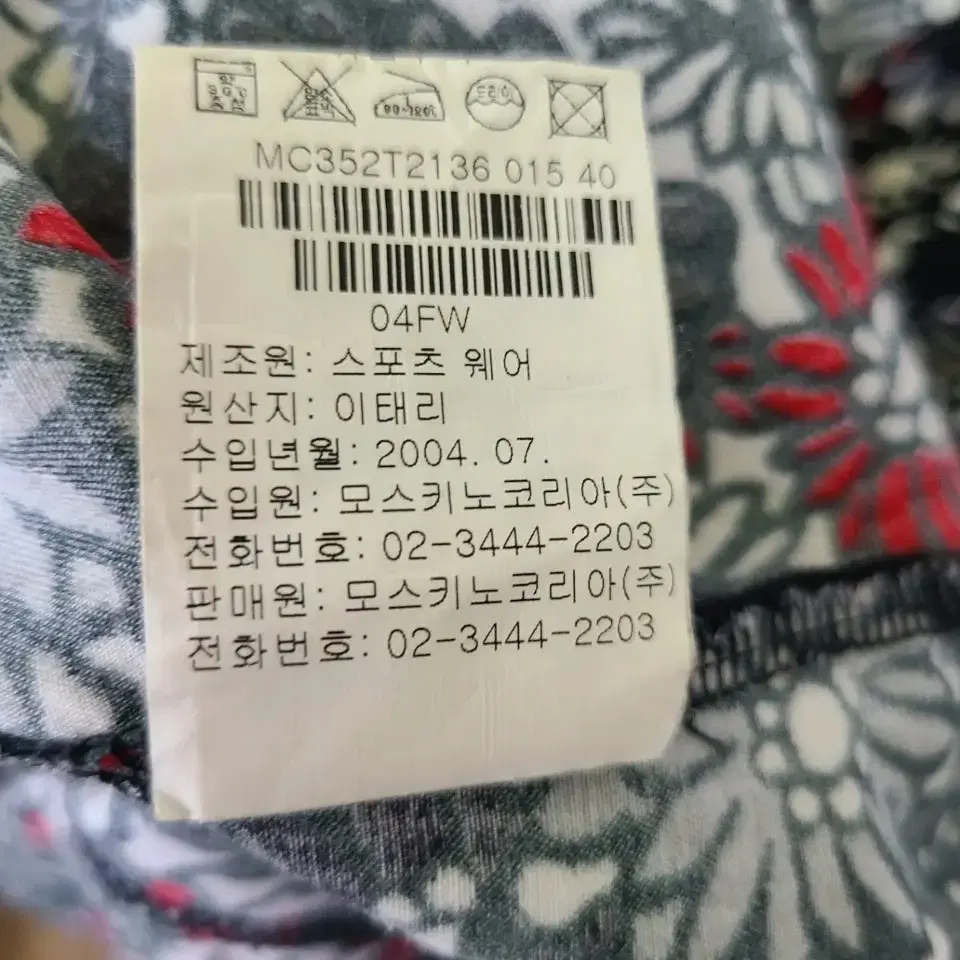 드라이
MC352T2136 015 40
04FW
제조원: 스포츠 웨어
원산지: 이태리
수입년월: 2004. 07.
수입원: 모스키노코리아(주)
전화번호: 02-3444-2203
판매원: 모스키노코리아(주)
전화번호: 02-3444-2203